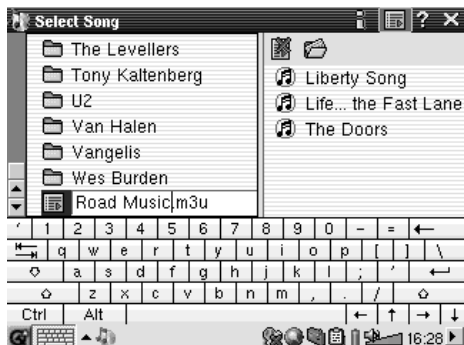 Select Song
?
The Levellers
Tony Kaltenberg
U2
Van Halen
Vangelis
Wes Burden
Road Music.m3u
Liberty Song
Life... the Fast Lane
The Doors
´ 1 2 3 4 5 6 7 8 9 0 - =
q w e r t y u i o p [ ] \
a s d f g h j k l ; '
z x c v b n m , . /
Ctrl Alt
16:28